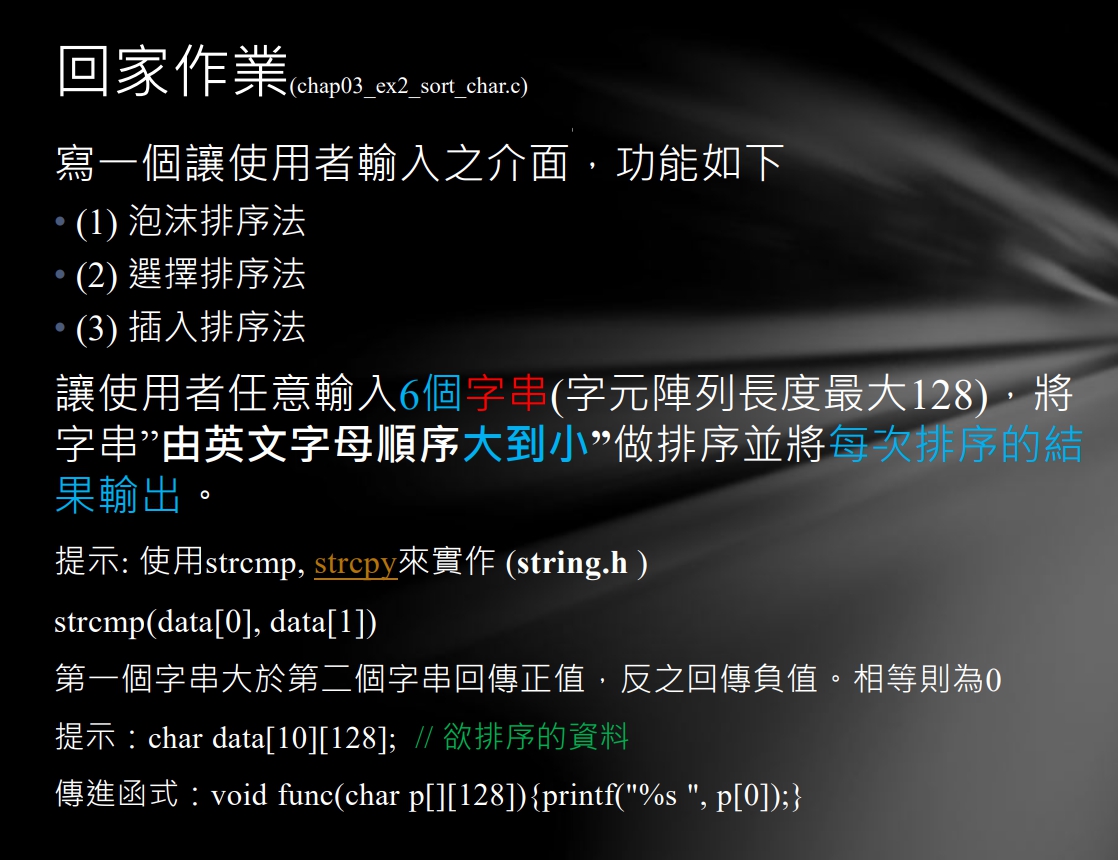 回家作業(chap03_ex2_sort_char.c)
寫一個讓使用者輸入之介面，功能如下
• (1) 泡沫排序法
• (2) 選擇排序法
• (3) 插入排序法
讓使用者任意輸入6個字串(字元陣列長度最大128)，將
字串”由英文字母順序大到小”做排序並將每次排序的結
果輸出。
提示: 使用strcmp, strcpy來實作 (string.h )
strcmp(data[0], data[1])
第一個字串大於第二個字串回傳正值，反之回傳負值。相等則為0
提示：char data[10][128];  // 欲排序的資料
傳進函式：void func(char p[][128]){printf("%s ", p[0]);}